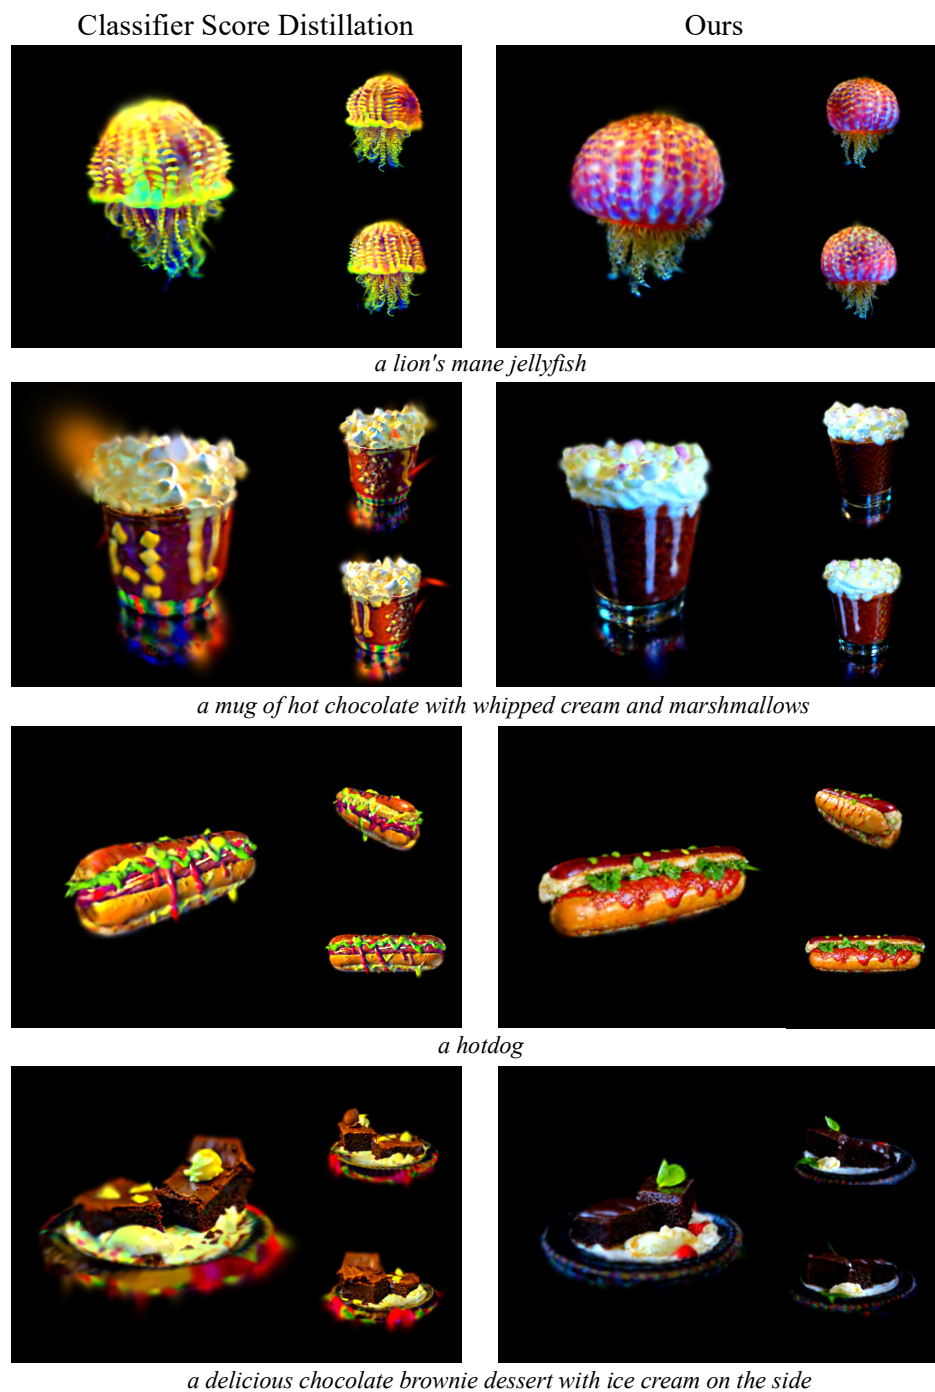 Classifier Score Distillation
Ours
a lion's mane jellyfish
a mug of hot chocolate with whipped cream and marshmallows
a hotdog
a delicious chocolate brownie dessert with ice cream on the side